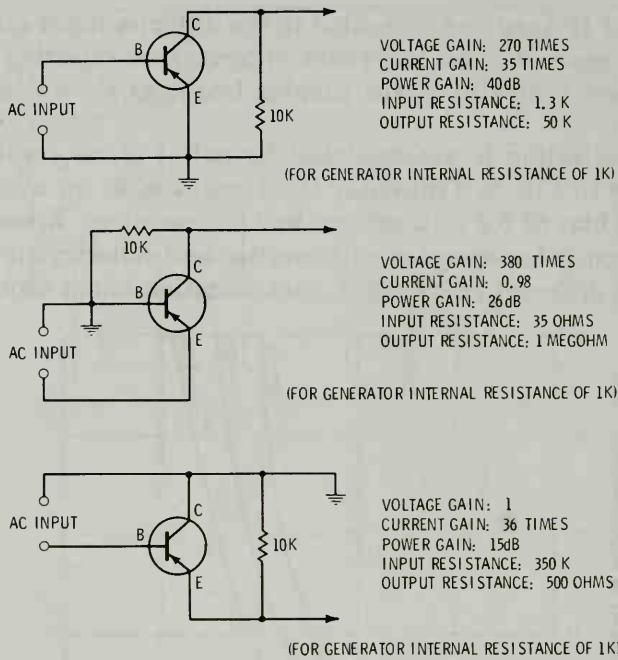 C
B
E
AC INPUT
10K
VOLTAGE GAIN: 270 TIMES
CURRENT GAIN: 35 TIMES
POWER GAIN: 40dB
INPUT RESISTANCE: 1.3 K
OUTPUT RESISTANCE: 50 K
(FOR GENERATOR INTERNAL RESISTANCE OF 1K)
10K
C
B
E
AC INPUT
VOLTAGE GAIN: 380 TIMES
CURRENT GAIN: 0.98
POWER GAIN: 26dB
INPUT RESISTANCE: 35 OHMS
OUTPUT RESISTANCE: 1 MEGOHM
(FOR GENERATOR INTERNAL RESISTANCE OF 1K)
C
B
E
AC INPUT
10K
VOLTAGE GAIN: 1
CURRENT GAIN: 36 TIMES
POWER GAIN: 15dB
INPUT RESISTANCE: 350 K
OUTPUT RESISTANCE: 500 OHMS
(FOR GENERATOR INTERNAL RESISTANCE OF 1K)